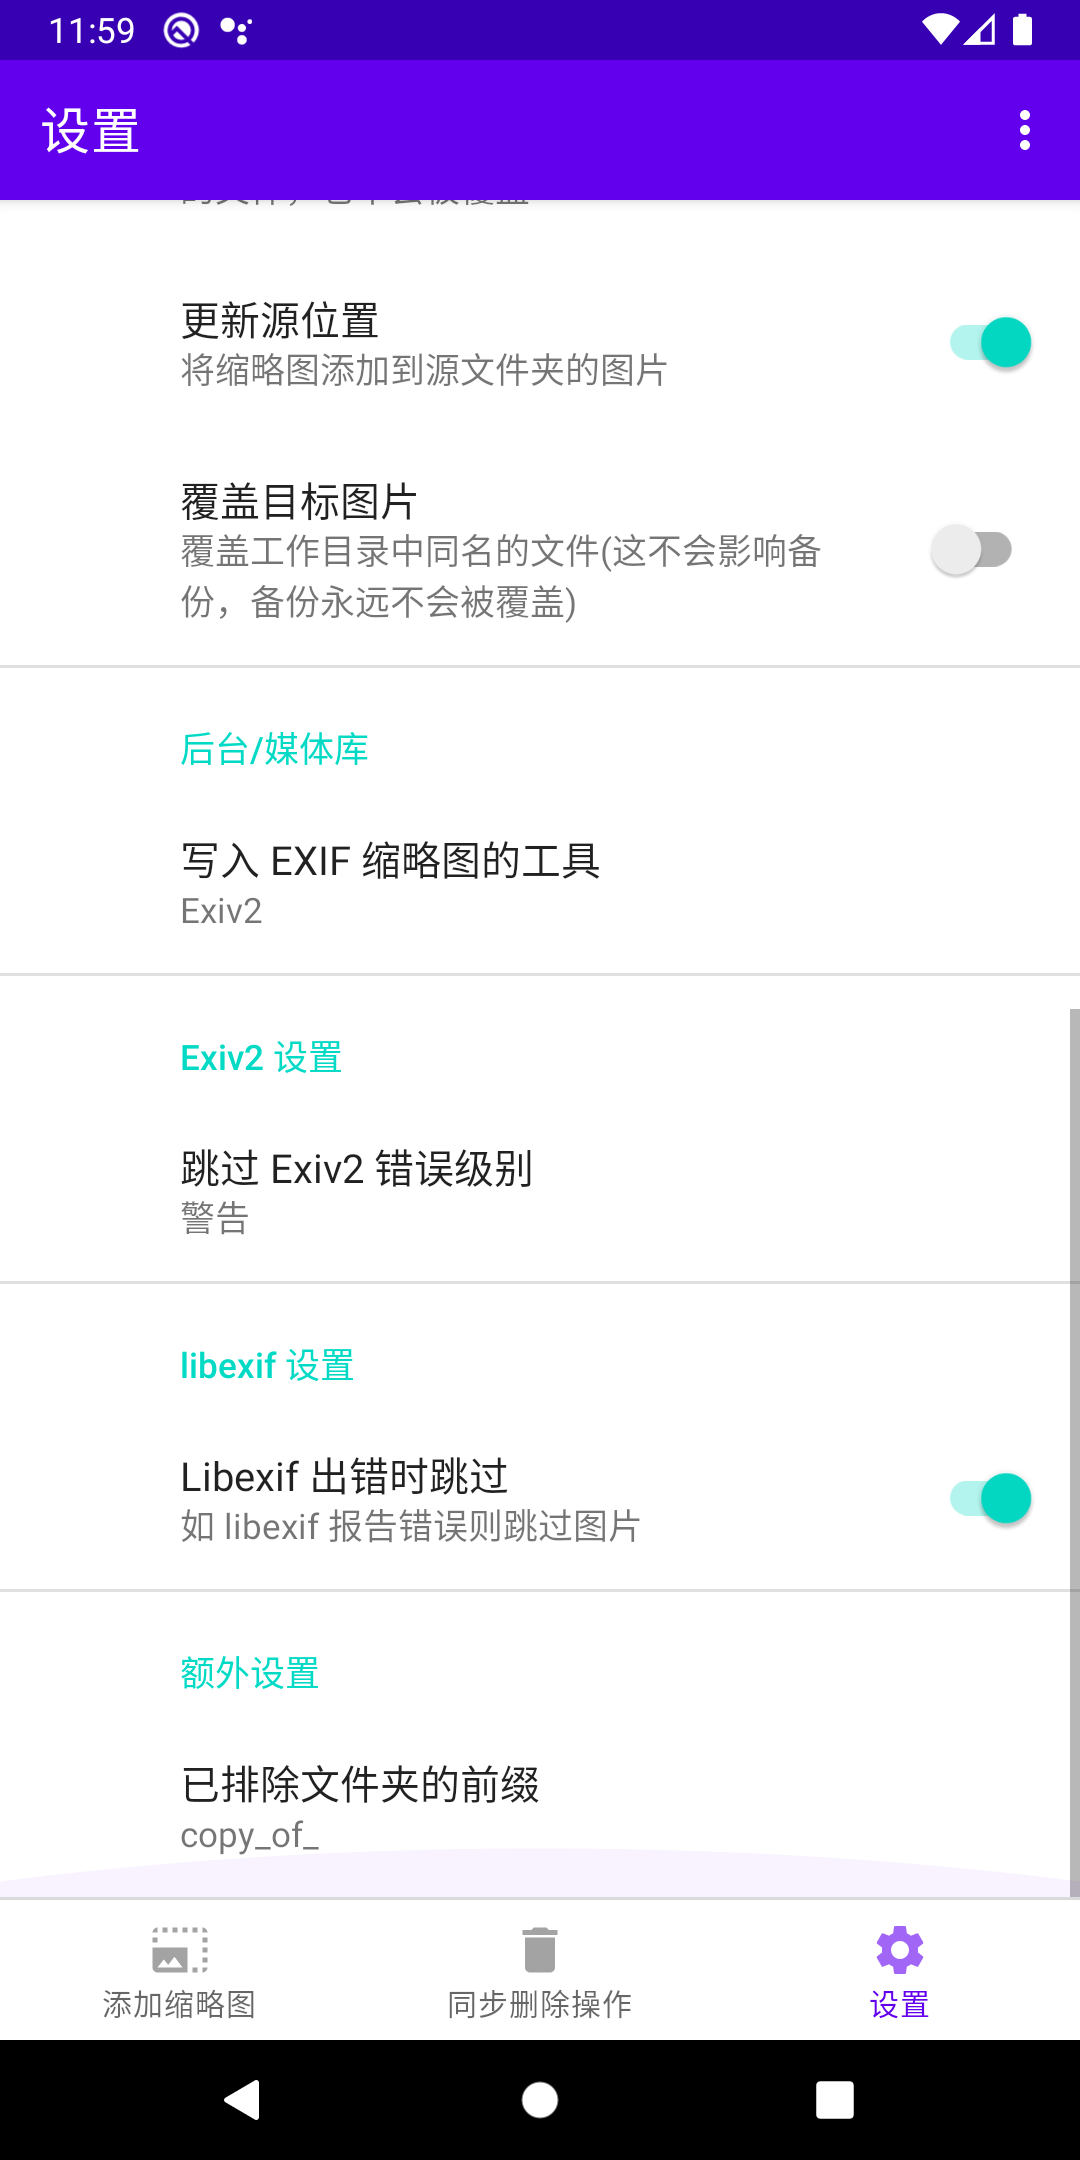 11:59
设置
更新源位置
将缩略图添加到源文件夹的图片
覆盖目标图片
覆盖工作目录中同名的文件(这不会影响备
份，备份永远不会被覆盖)
后台/媒体库
写入 EXIF 缩略图的工具
Exiv2
Exiv2 设置
跳过 Exiv2 错误级别
警告
libexif 设置
Libexif 出错时跳过
如 libexif 报告错误则跳过图片
额外设置
已排除文件夹的前缀
copy_of_
添加缩略图
同步删除操作
设置